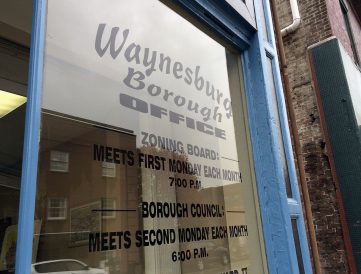 Waynesburg
Borough
OFFICE
ZONING BOARD:
MEETS FIRST MONDAY EACH MONTH
7:00 P.M.
BOROUGH COUNCIL:
MEETS SECOND MONDAY EACH MONTH
6:00 P.M.